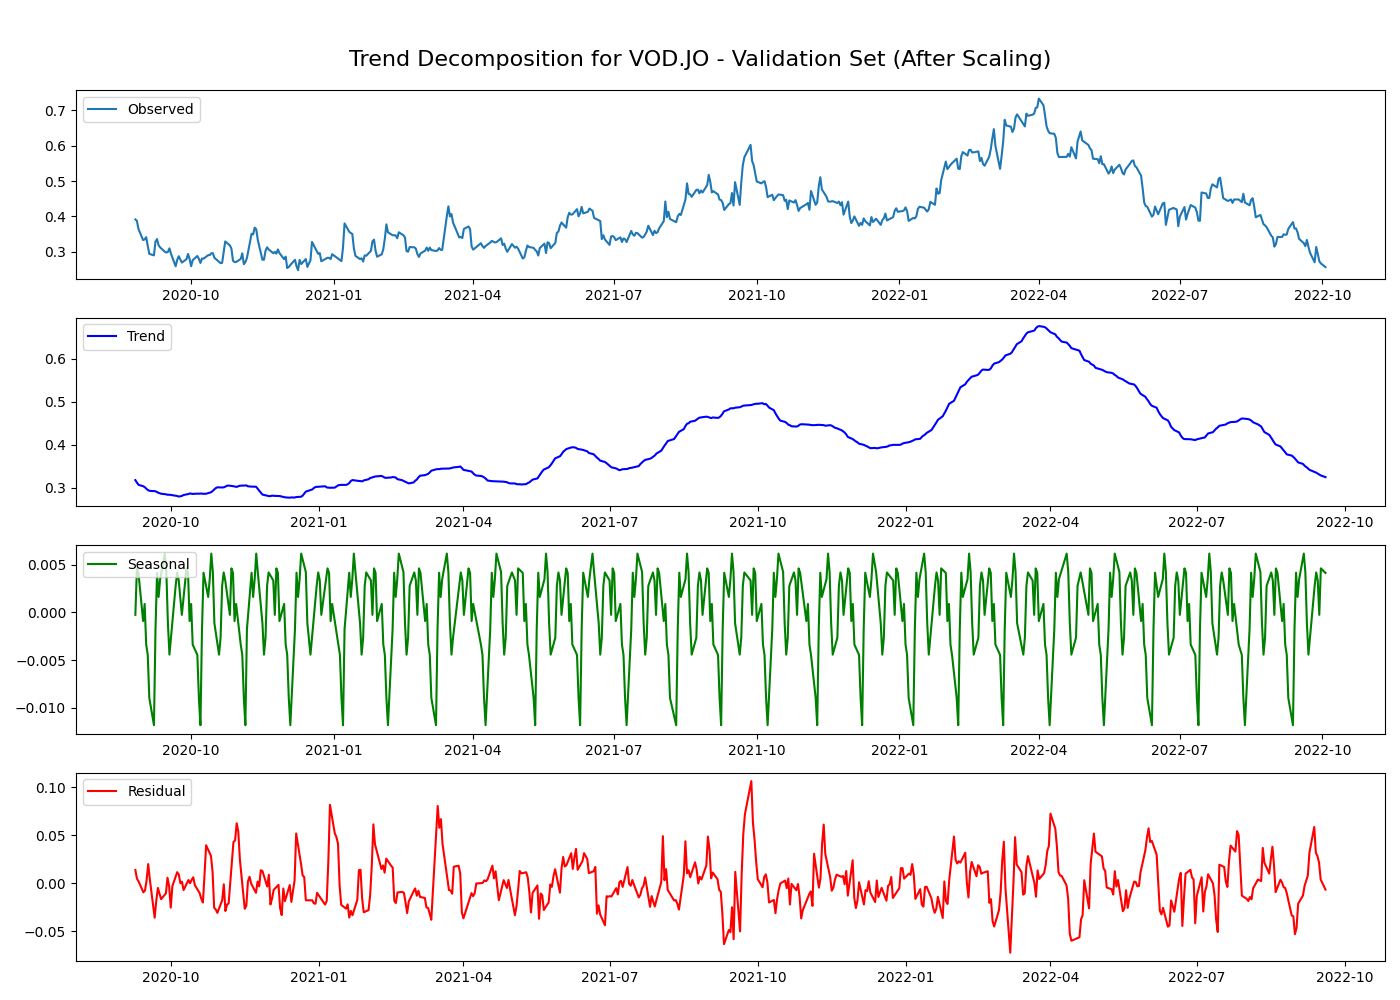 Trend Decomposition for VOD.JO - Validation Set (After Scaling)
Observed
0.7
0.6
0.5
0.4
0.3
2020-10 2021-01 2021-04 2021-07 2021-10 2022-01 2022-04 2022-07 2022-10
Trend
0.6
0.5
0.4
0.3
2020-10 2021-01 2021-04 2021-07 2021-10 2022-01 2022-04 2022-07 2022-10
Seasonal
0.005
0.000
−0.005
−0.010
2020-10 2021-01 2021-04 2021-07 2021-10 2022-01 2022-04 2022-07 2022-10
Residual
0.10
0.05
0.00
−0.05
2020-10 2021-01 2021-04 2021-07 2021-10 2022-01 2022-04 2022-07 2022-10